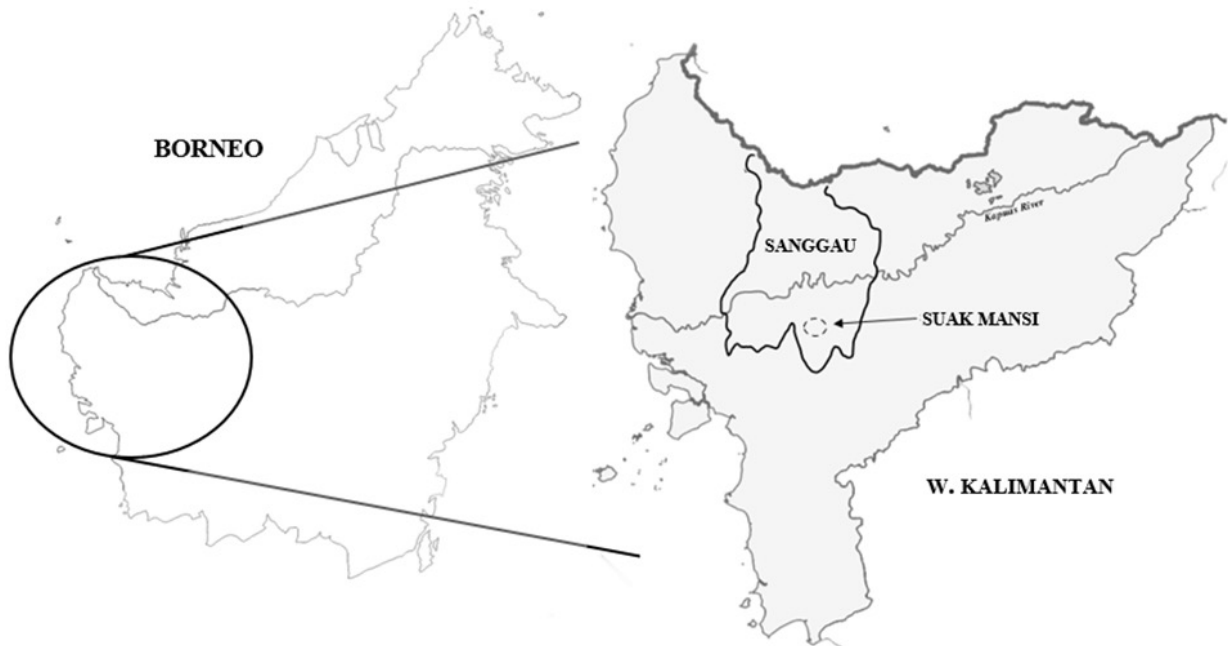 BORNEO
Kapuas River
SANGGAU
SUAK MANSI
W. KALIMANTAN